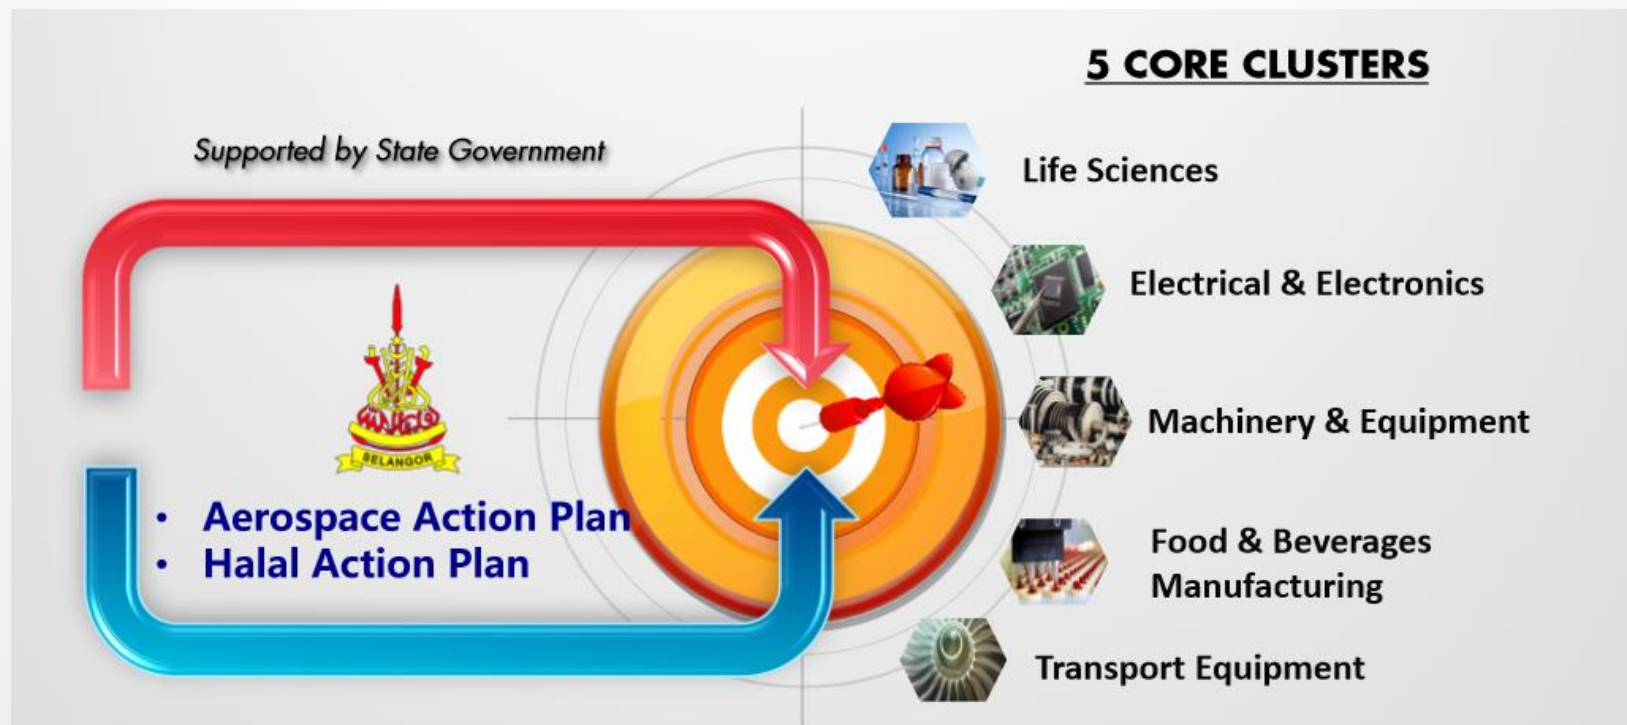 5 CORE CLUSTERS
Supported by State Government
Life Sciences
Electrical & Electronics
SELANGOR
Machinery & Equipment
• Aerospace Action Plan
• Halal Action Plan
Food & Beverages
Manufacturing
Transport Equipment